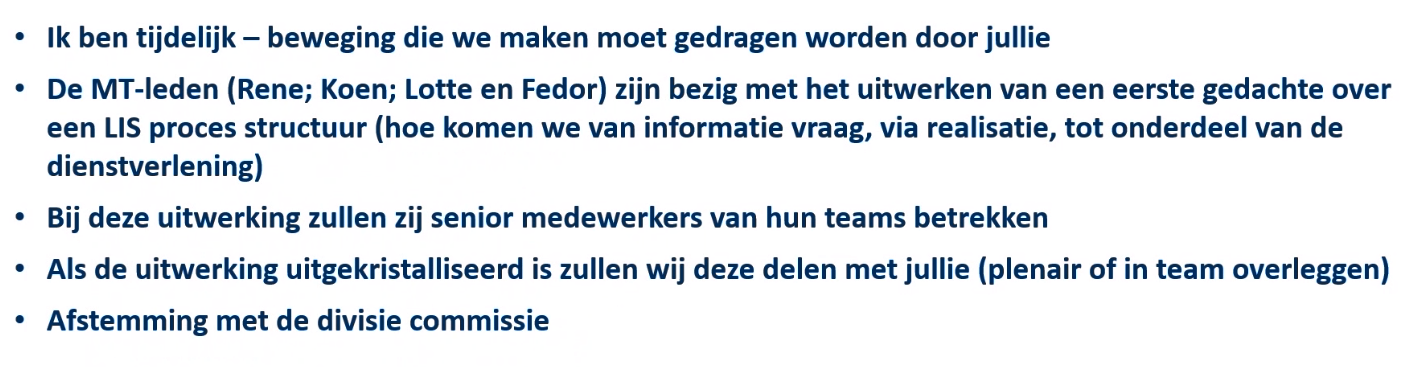 • Ik ben tijdelijk – beweging die we maken moet gedragen worden door jullie
• De MT-leden (Rene; Koen; Lotte en Fedor) zijn bezig met het uitwerken van een eerste gedachte over
een LIS proces structuur (hoe komen we van informatie vraag, via realisatie, tot onderdeel van de
dienstverlening)
• Bij deze uitwerking zullen zij senior medewerkers van hun teams betrekken
• Als de uitwerking uitgekristalliseerd is zullen wij deze delen met jullie (plenair of in team overleggen)
• Afstemming met de divisie commissie